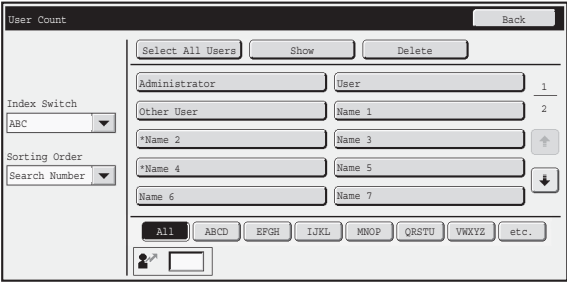 User Count Back
Select All Users Show Delete
Administrator User 1
Index Switch Other User Name 1 2
ABC
*Name 2 Name 3
Sorting Order
*Name 4 Name 5
Search Number
Name 6 Name 7
All ABCD EFGH IJKL MNOP QRSTU VWXYZ etc.